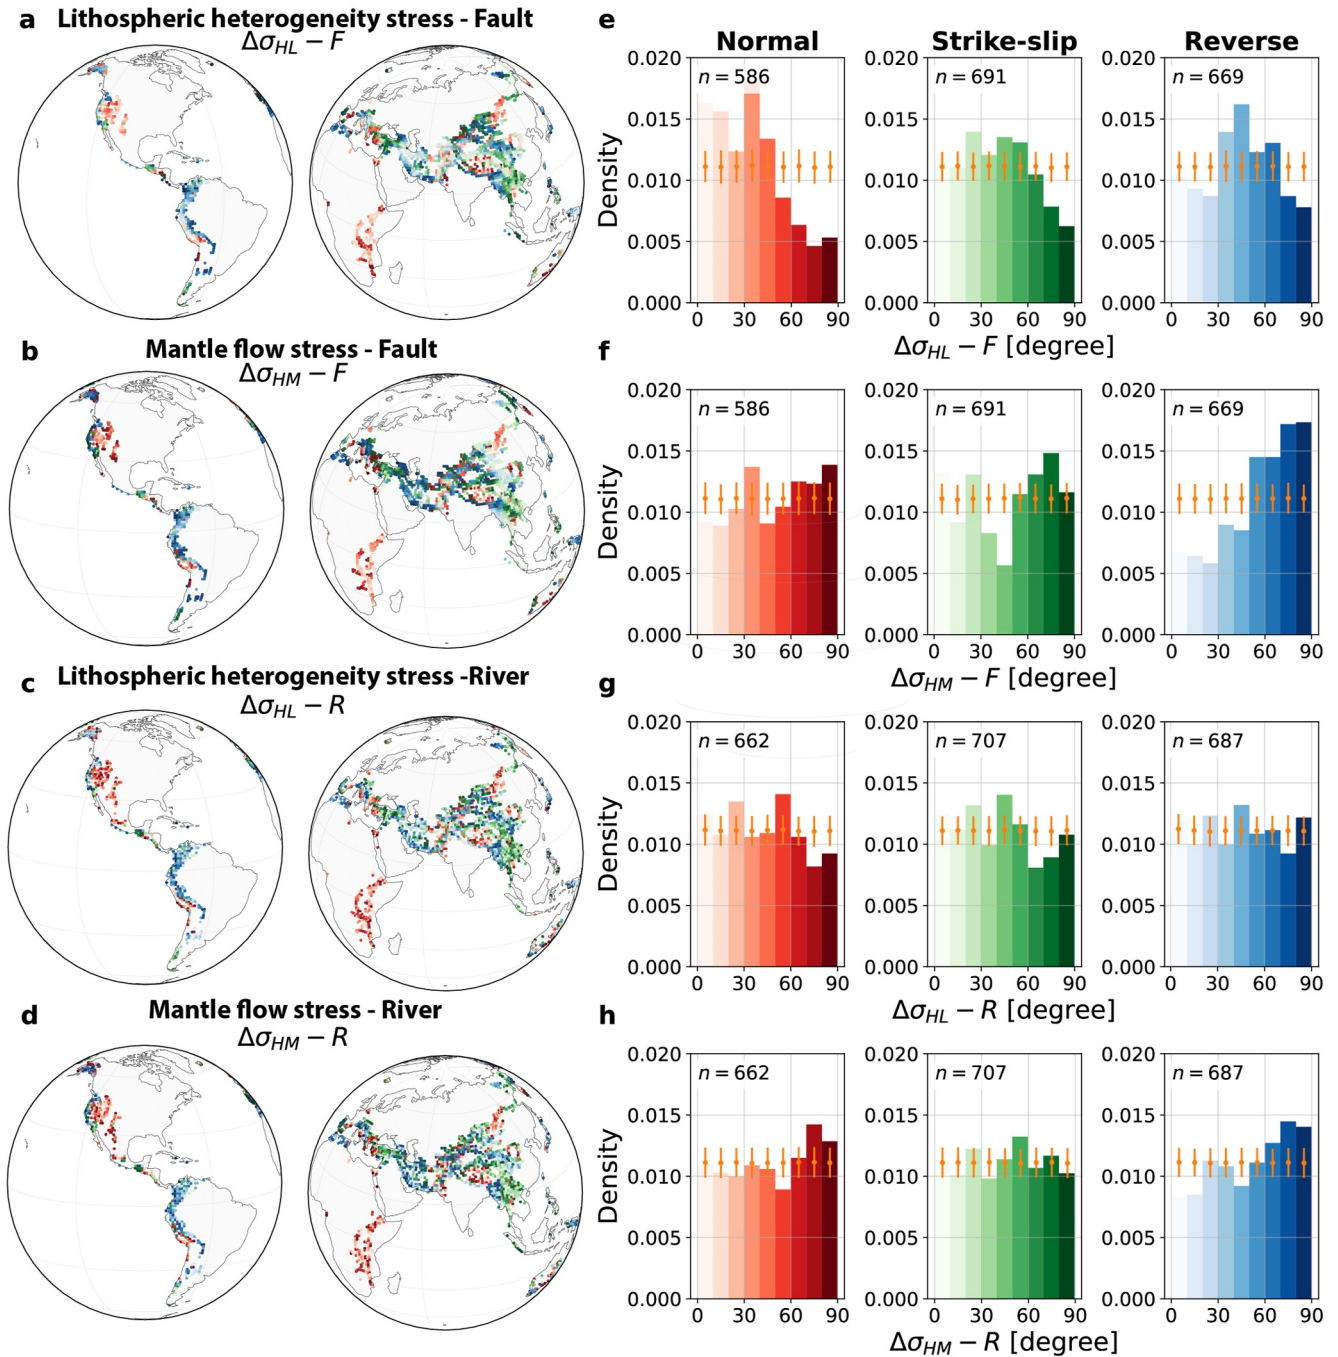 a Lithospheric heterogeneity stress - Fault
Δσ_HL − F
b Mantle flow stress - Fault
Δσ_HM − F
c Lithospheric heterogeneity stress -River
Δσ_HL − R
d Mantle flow stress - River
Δσ_HM − R
e
Normal Strike-slip Reverse
n = 586 n = 691 n = 669
Density
0.020 0.020 0.020
0.015 0.015 0.015
0.010 0.010 0.010
0.005 0.005 0.005
0.000 0.000 0.000
0 30 60 90 0 30 60 90 0 30 60 90
Δσ_HL − F [degree]
f
n = 586 n = 691 n = 669
Density
0.020 0.020 0.020
0.015 0.015 0.015
0.010 0.010 0.010
0.005 0.005 0.005
0.000 0.000 0.000
0 30 60 90 0 30 60 90 0 30 60 90
Δσ_HM − F [degree]
g
n = 662 n = 707 n = 687
Density
0.020 0.020 0.020
0.015 0.015 0.015
0.010 0.010 0.010
0.005 0.005 0.005
0.000 0.000 0.000
0 30 60 90 0 30 60 90 0 30 60 90
Δσ_HL − R [degree]
h
n = 662 n = 707 n = 687
Density
0.020 0.020 0.020
0.015 0.015 0.015
0.010 0.010 0.010
0.005 0.005 0.005
0.000 0.000 0.000
0 30 60 90 0 30 60 90 0 30 60 90
Δσ_HM − R [degree]